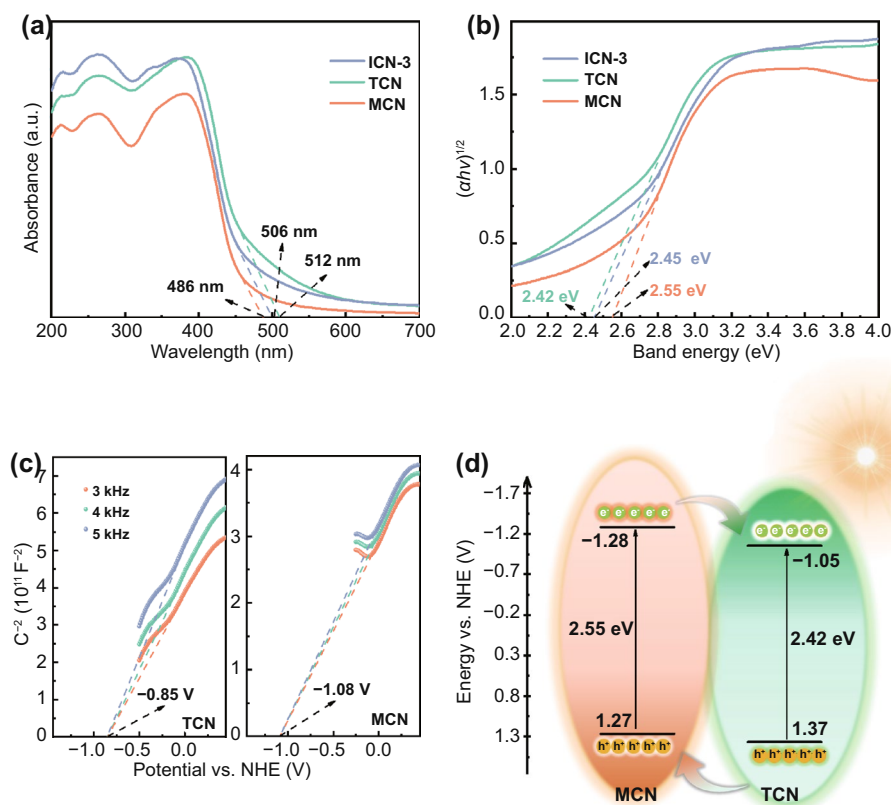 (a)
ICN-3
TCN
MCN
506 nm
512 nm
486 nm
Absorbance (a.u.)
200 300 400 500 600 700
Wavelength (nm)
(b)
ICN-3
TCN
MCN
(αhv)1/2
1.5
1.0
0.5
0.0
2.45 eV
2.42 eV
2.55 eV
2.0 2.2 2.4 2.6 2.8 3.0 3.2 3.4 3.6 3.8 4.0
Band energy (eV)
(c)
3 kHz
4 kHz
5 kHz
C−2 (1011 F−2)
7
6
5
4
3
2
1
0
−0.85 V
TCN
−1.0 −0.5 0.0
4
3
2
1
0
−1.08 V
MCN
−1.0 0.0
Potential vs. NHE (V)
(d)
Energy vs. NHE (V)
−1.7
−1.2
−0.7
−0.2
0.3
0.8
1.3
e- e- e- e- e-
−1.28
2.55 eV
1.27
h+ h+ h+ h+ h+
MCN
e- e- e- e- e-
−1.05
2.42 eV
1.37
h+ h+ h+ h+ h+
TCN